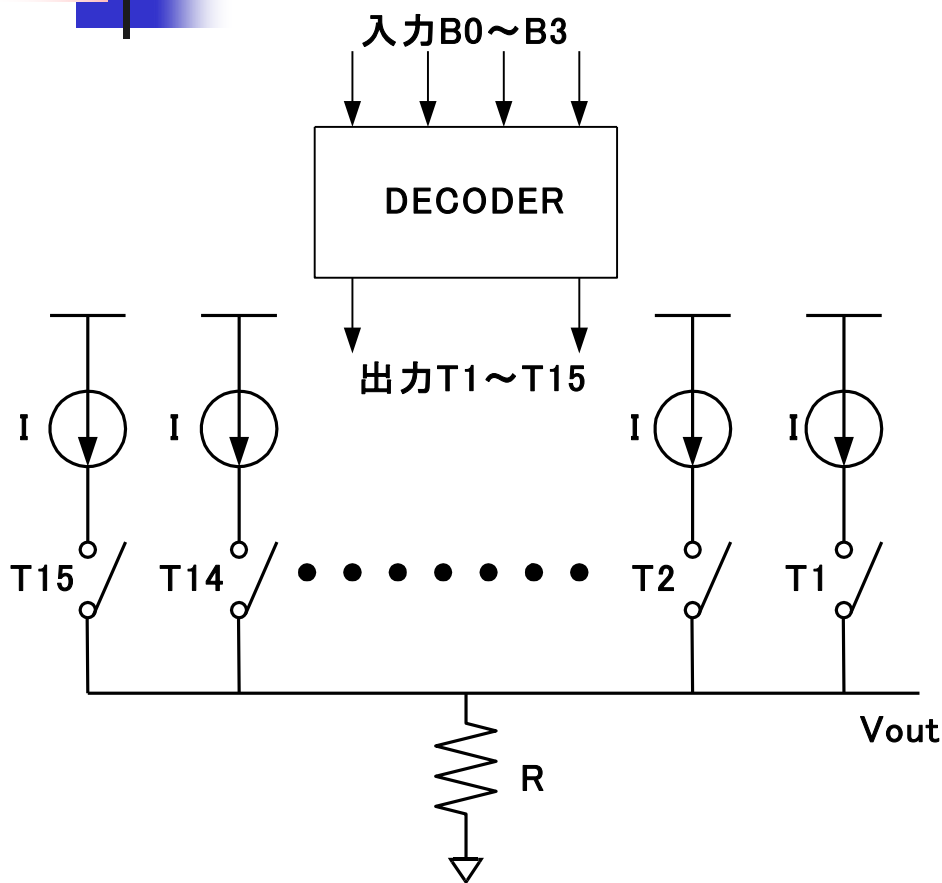 入力B0～B3
DECODER
出力T1～T15
I
I
I
I
T15
T14
T2
T1
Vout
R